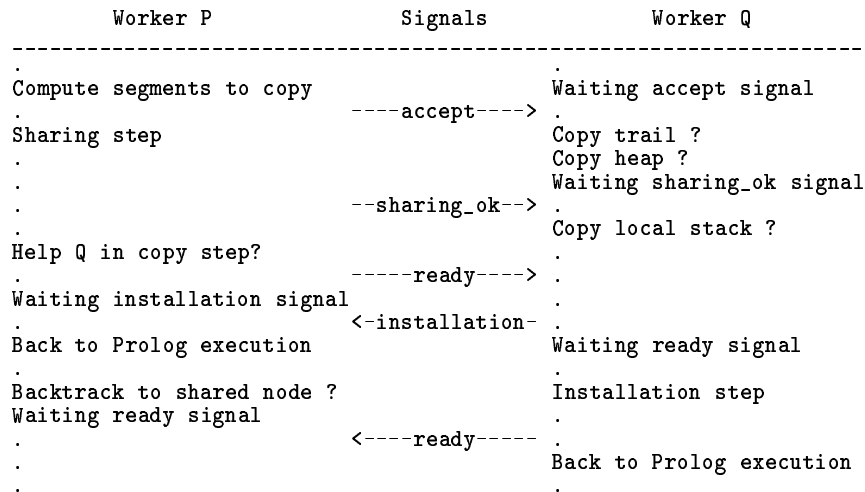 Worker P Signals Worker Q
--------------------------------------------------------------------
. .
Compute segments to copy Waiting accept signal
. ----accept----> .
Sharing step Copy trail ?
. Copy heap ?
. Waiting sharing_ok signal
. --sharing_ok--> .
. Copy local stack ?
Help Q in copy step? .
. -----ready----> .
Waiting installation signal .
. <-installation- .
Back to Prolog execution Waiting ready signal
. .
Backtrack to shared node ? Installation step
Waiting ready signal .
. <----ready----- .
. Back to Prolog execution
. .